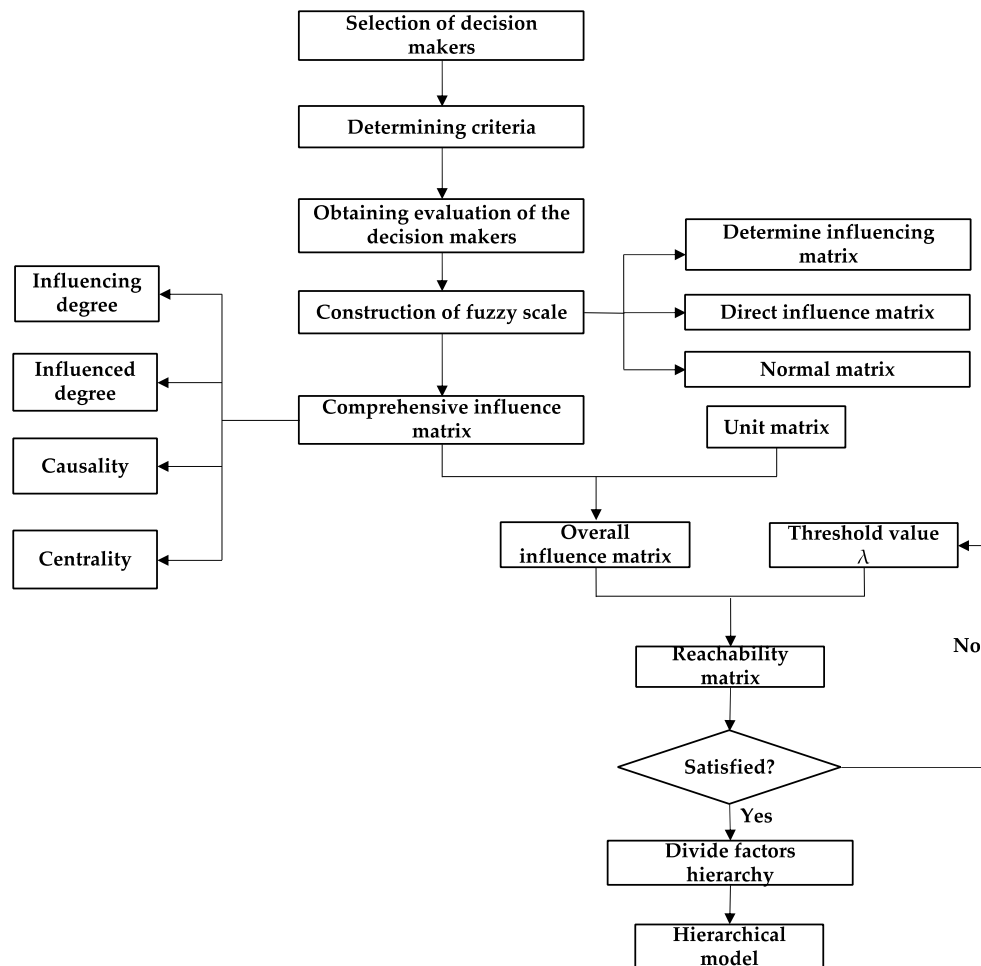 Selection of decision
makers
Determining criteria
Obtaining evaluation of the
decision makers
Determine influencing
matrix
Influencing
degree
Construction of fuzzy scale
Direct influence matrix
Influenced
degree
Normal matrix
Comprehensive influence
matrix
Unit matrix
Causality
Centrality
Overall
influence matrix
Threshold value
λ
Reachability
matrix
No
Satisfied?
Yes
Divide factors
hierarchy
Hierarchical
model